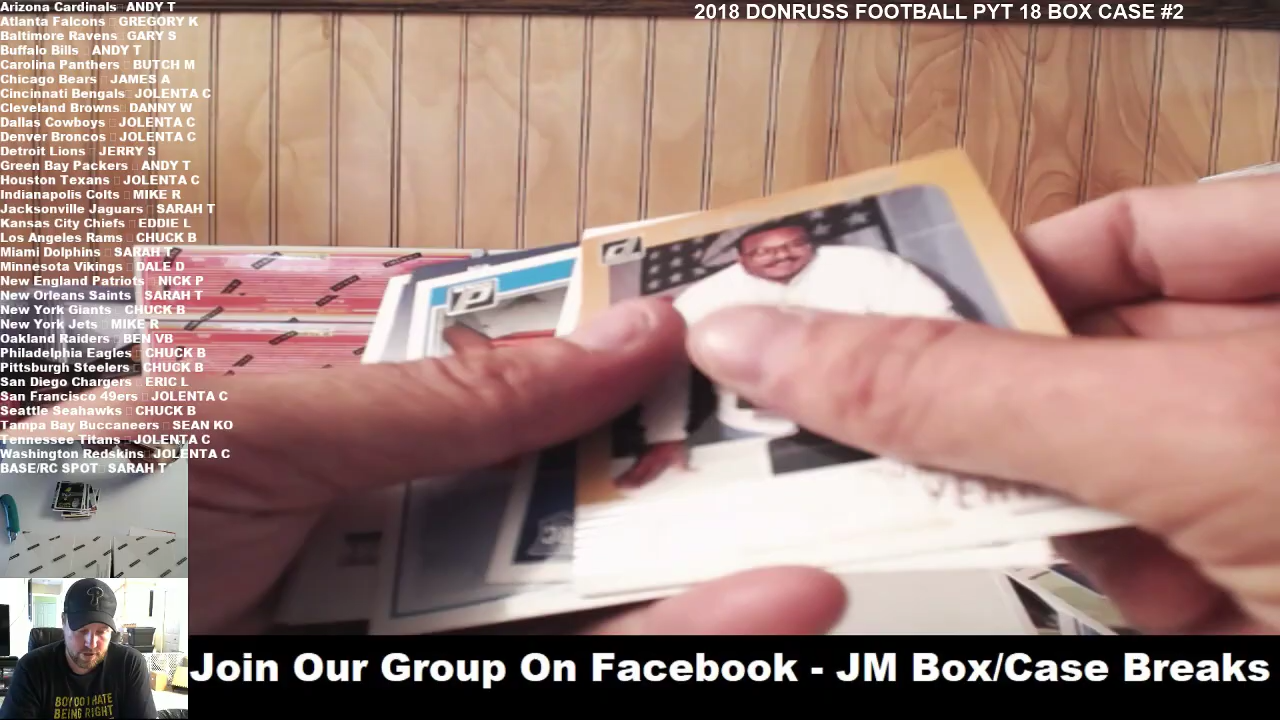 2018 DONRUSS FOOTBALL PYT 18 BOX CASE #2
Arizona Cardinals ANDY T
Atlanta Falcons GREGORY K
Baltimore Ravens GARY S
Buffalo Bills ANDY T
Carolina Panthers BUTCH M
Chicago Bears JAMES A
Cincinnati Bengals JOLENTA C
Cleveland Browns DANNY W
Dallas Cowboys JOLENTA C
Denver Broncos JOLENTA C
Detroit Lions JERRY S
Green Bay Packers ANDY T
Houston Texans JOLENTA C
Indianapolis Colts MIKE R
Jacksonville Jaguars SARAH T
Kansas City Chiefs EDDIE L
Los Angeles Rams CHUCK B
Miami Dolphins SARAH T
Minnesota Vikings DALE D
New England Patriots NICK P
New Orleans Saints SARAH T
New York Giants CHUCK B
New York Jets MIKE R
Oakland Raiders BEN VB
Philadelphia Eagles CHUCK B
Pittsburgh Steelers CHUCK B
San Diego Chargers ERIC L
San Francisco 49ers JOLENTA C
Seattle Seahawks CHUCK B
Tampa Bay Buccaneers SEAN KO
Tennessee Titans JOLENTA C
Washington Redskins JOLENTA C
BASE/RC SPOT SARAH T
BOY DO I HATE
BEING RIGHT
Join Our Group On Facebook - JM Box/Case Breaks